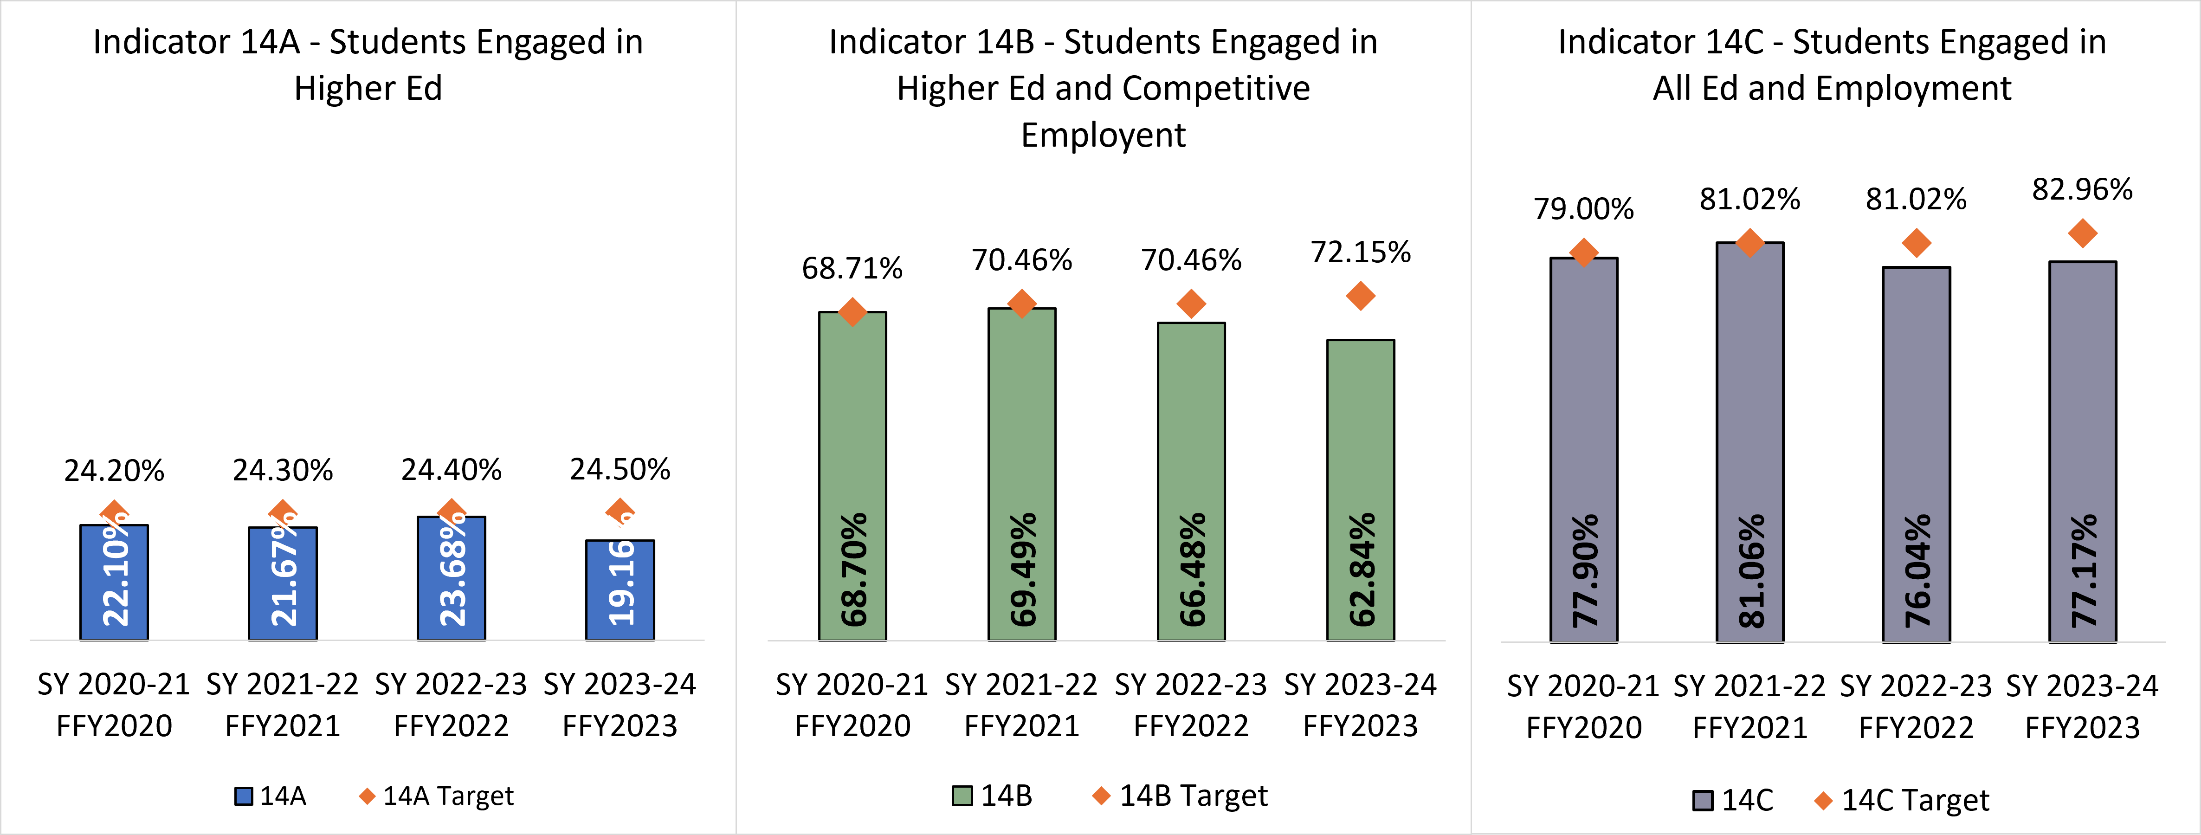 Indicator 14A - Students Engaged in
Higher Ed
24.20%
24.30%
24.40%
24.50%
22.10%
21.67%
23.68%
19.16%
SY 2020-21
FFY2020
SY 2021-22
FFY2021
SY 2022-23
FFY2022
SY 2023-24
FFY2023
14A
14A Target
Indicator 14B - Students Engaged in
Higher Ed and Competitive
Employent
68.71%
70.46%
70.46%
72.15%
68.70%
69.49%
66.48%
62.84%
SY 2020-21
FFY2020
SY 2021-22
FFY2021
SY 2022-23
FFY2022
SY 2023-24
FFY2023
14B
14B Target
Indicator 14C - Students Engaged in
All Ed and Employment
79.00%
81.02%
81.02%
82.96%
77.90%
81.06%
76.04%
77.17%
SY 2020-21
FFY2020
SY 2021-22
FFY2021
SY 2022-23
FFY2022
SY 2023-24
FFY2023
14C
14C Target